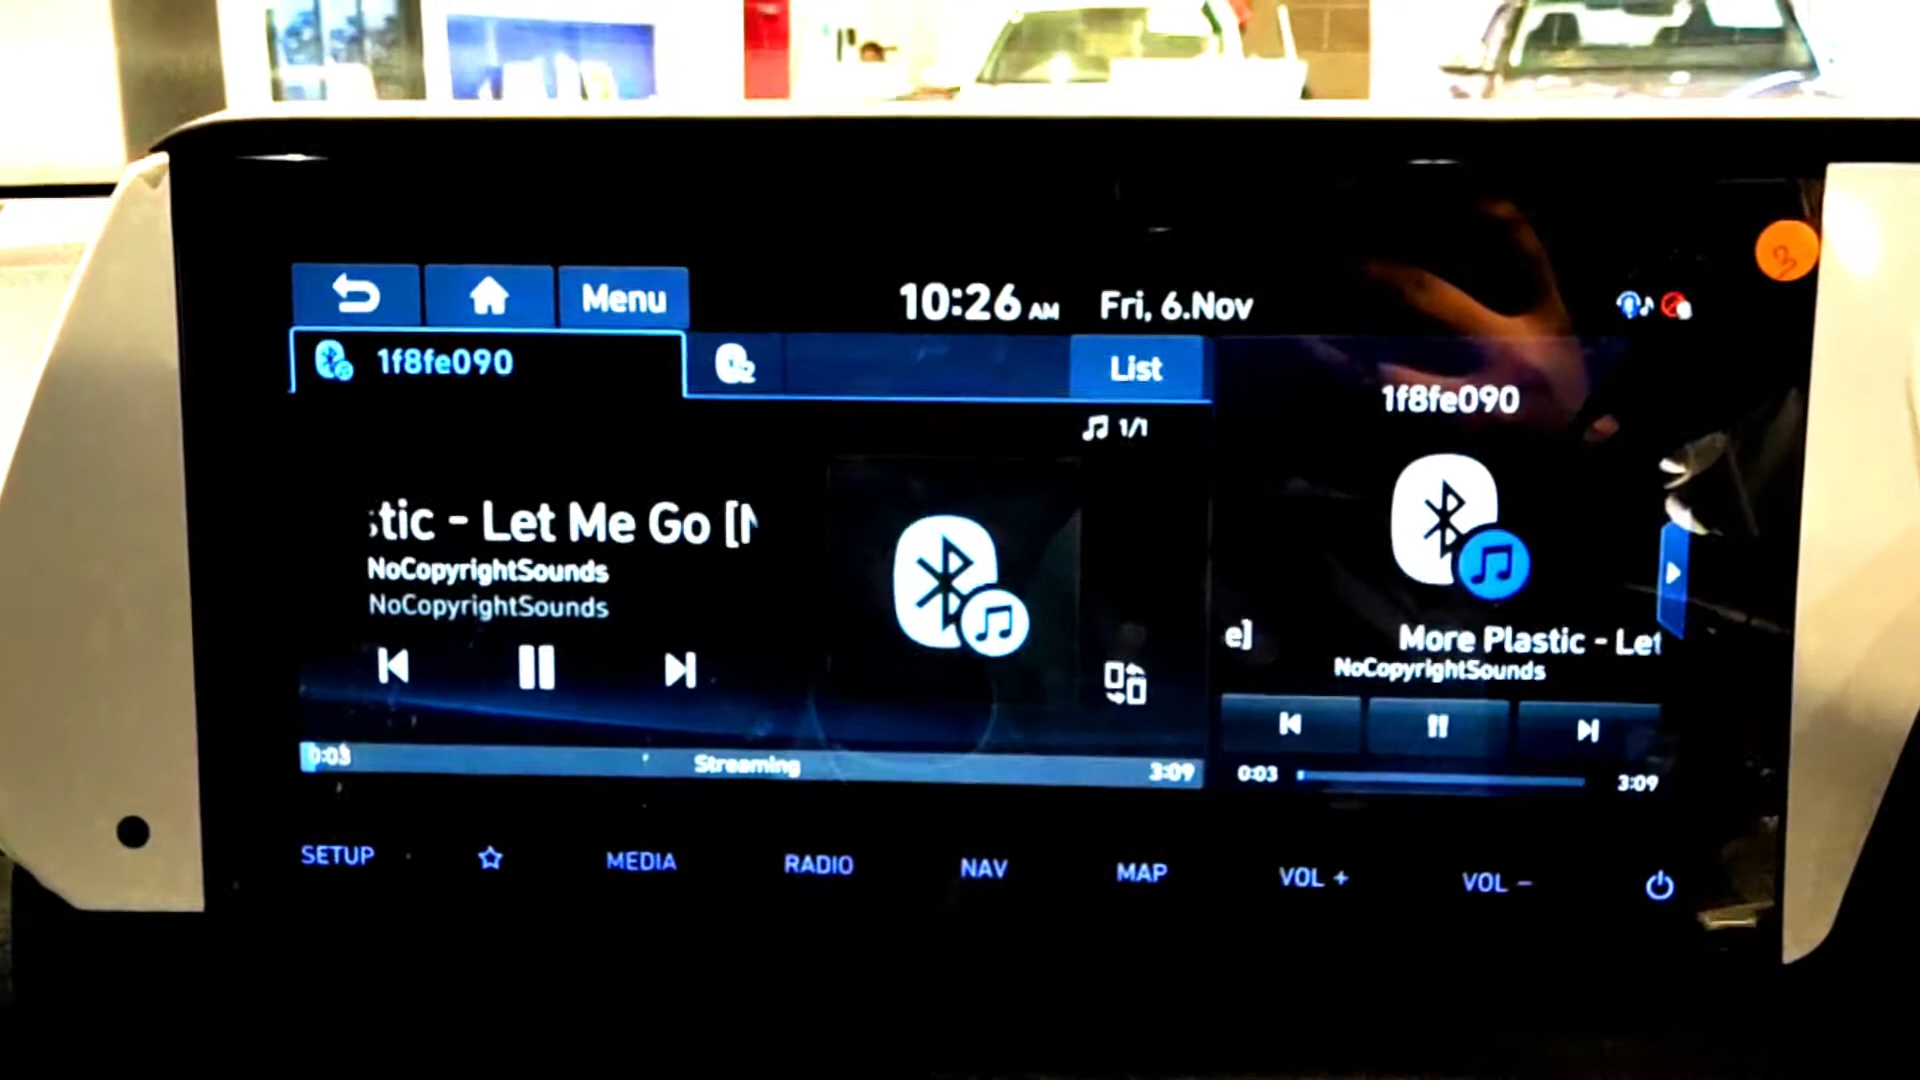 Menu
10:26 AM Fri, 6.Nov
3
1f8fe090
2
List
1f8fe090
1/1
stic - Let Me Go [N
NoCopyrightSounds
NoCopyrightSounds
e] More Plastic - Let
NoCopyrightSounds
0:03 Streaming 3:09
0:03 3:09
SETUP MEDIA RADIO NAV MAP VOL + VOL -